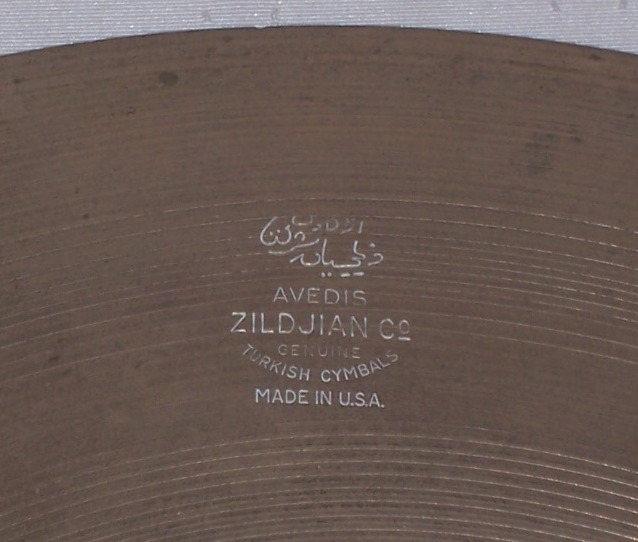 AVEDIS
ZILDJIAN Cº
GENUINE
TURKISH CYMBALS
MADE IN U.S.A.